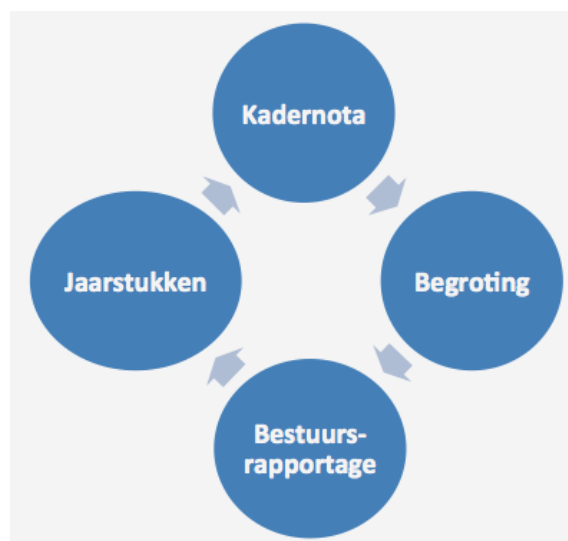 Kadernota
Jaarstukken
Begroting
Bestuurs-
rapportage